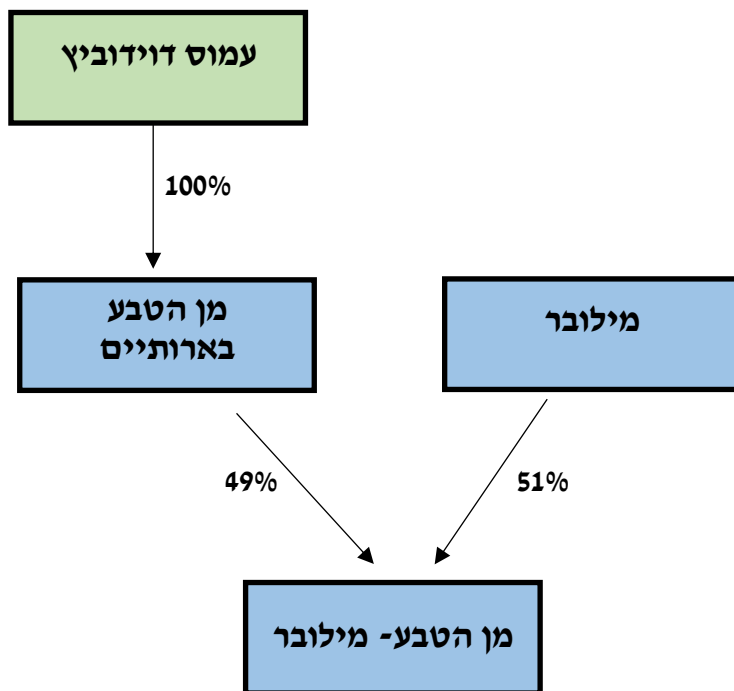 עמוס דוידוביץ
100%
מן הטבע
בארותיים
מילובר
49%
51%
מן הטבע- מילובר